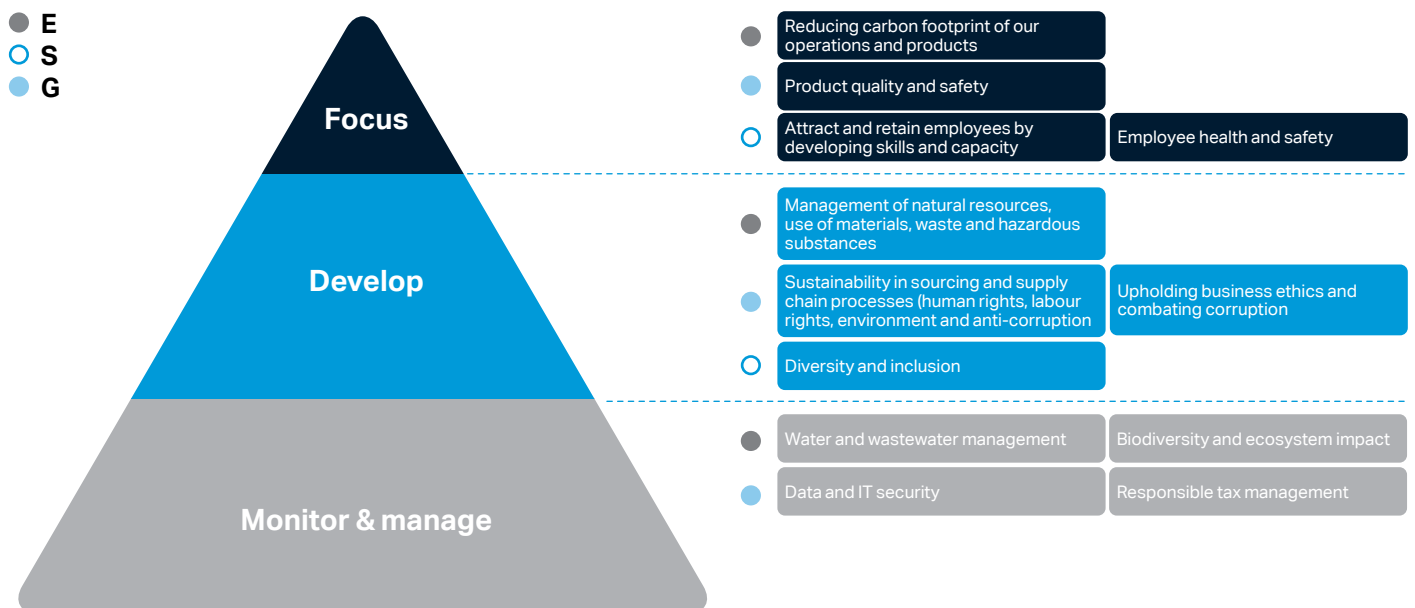 E
S
G
Focus
Reducing carbon footprint of our
operations and products
Product quality and safety
Attract and retain employees by
developing skills and capacity
Employee health and safety
Develop
Management of natural resources,
use of materials, waste and hazardous
substances
Sustainability in sourcing and supply
chain processes (human rights, labour
rights, environment and anti-corruption
Upholding business ethics and
combating corruption
Diversity and inclusion
Monitor & manage
Water and wastewater management
Biodiversity and ecosystem impact
Data and IT security
Responsible tax management